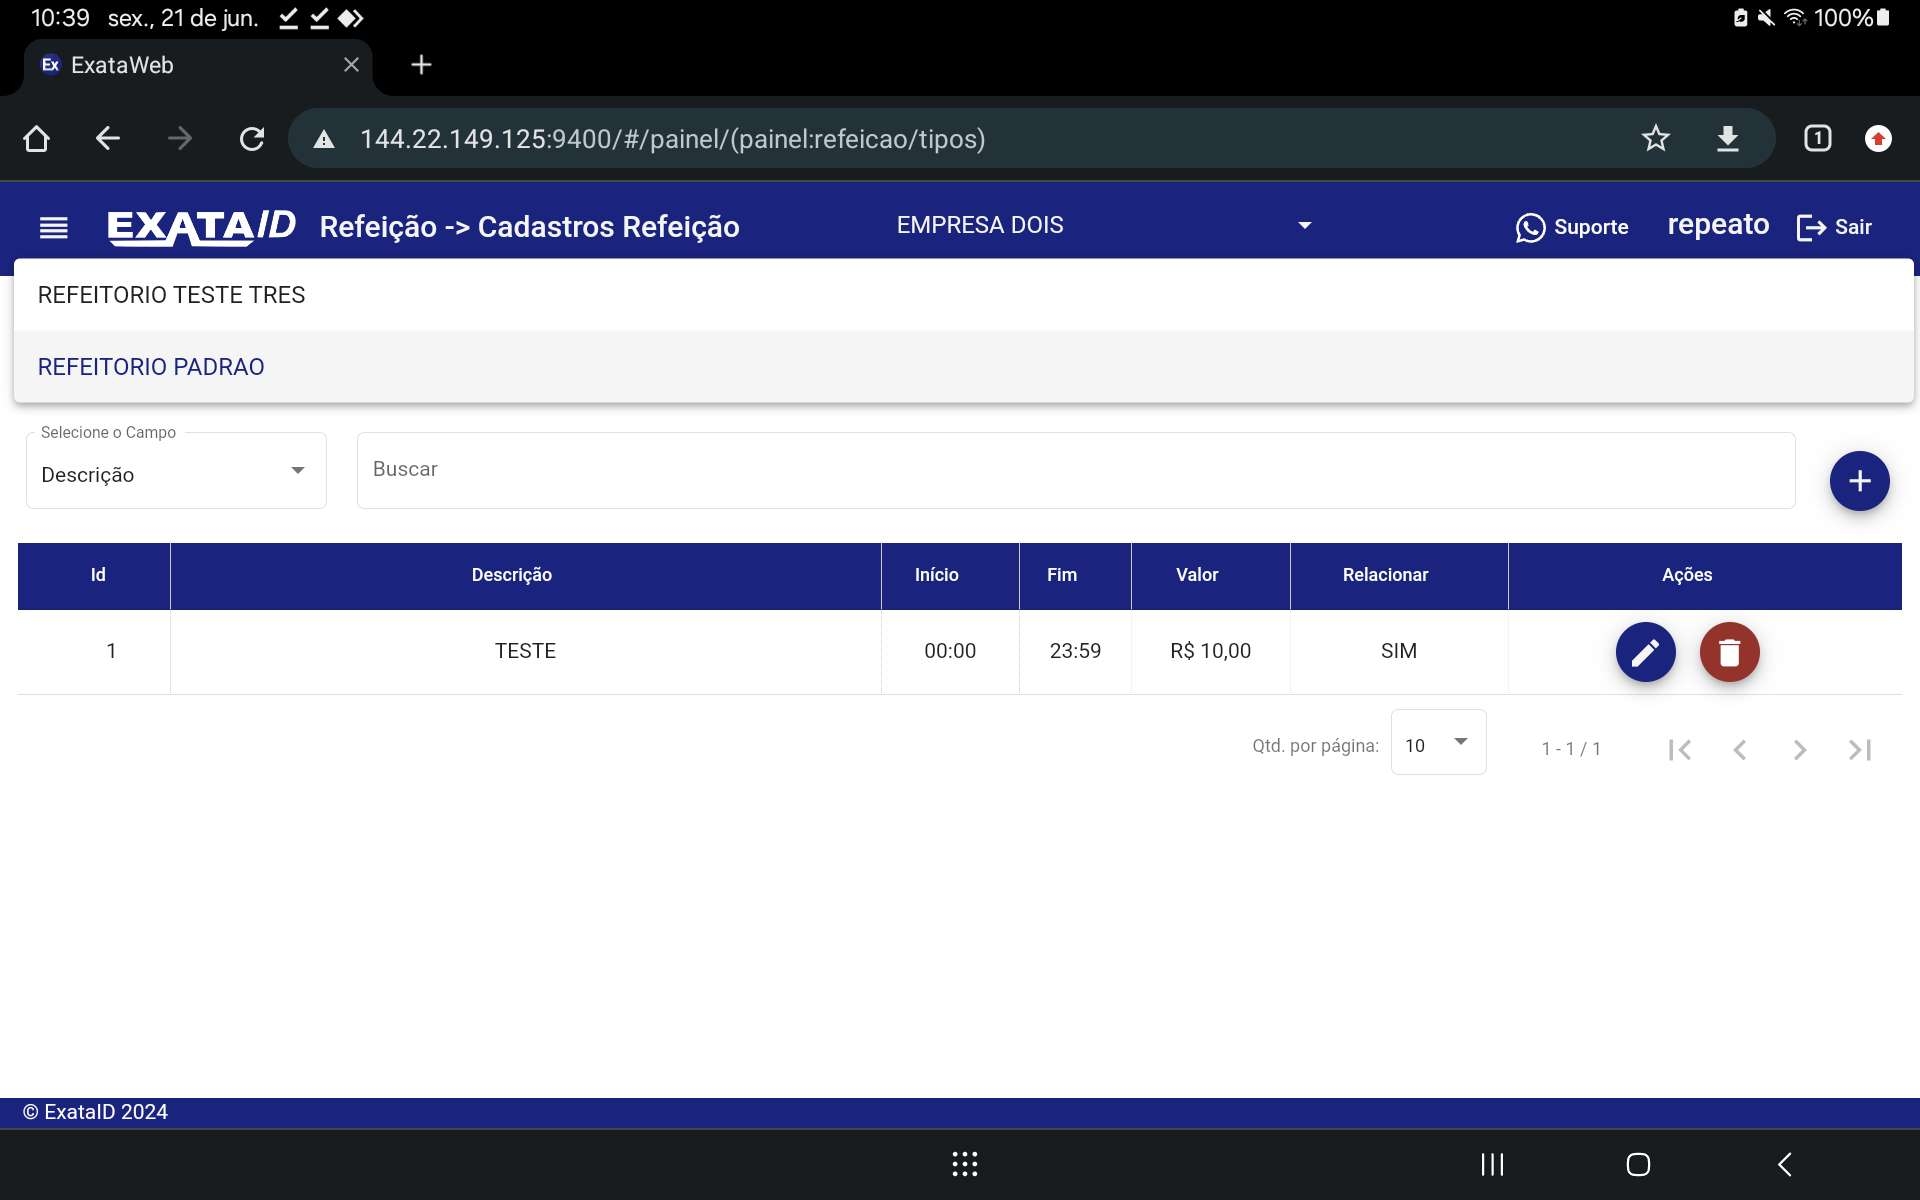 10:39 sex., 21 de jun. 100%
Ex ExataWeb
144.22.149.125:9400/#/painel/(painel:refeicao/tipos) 1
EXATAID Refeição -> Cadastros Refeição EMPRESA DOIS Suporte repeato Sair
REFEITORIO TESTE TRES
REFEITORIO PADRAO
Selecione o Campo
Descrição Buscar
Id Descrição Início Fim Valor Relacionar Ações
1 TESTE 00:00 23:59 R$ 10,00 SIM
Qtd. por página: 10 1 - 1 / 1
© ExataID 2024